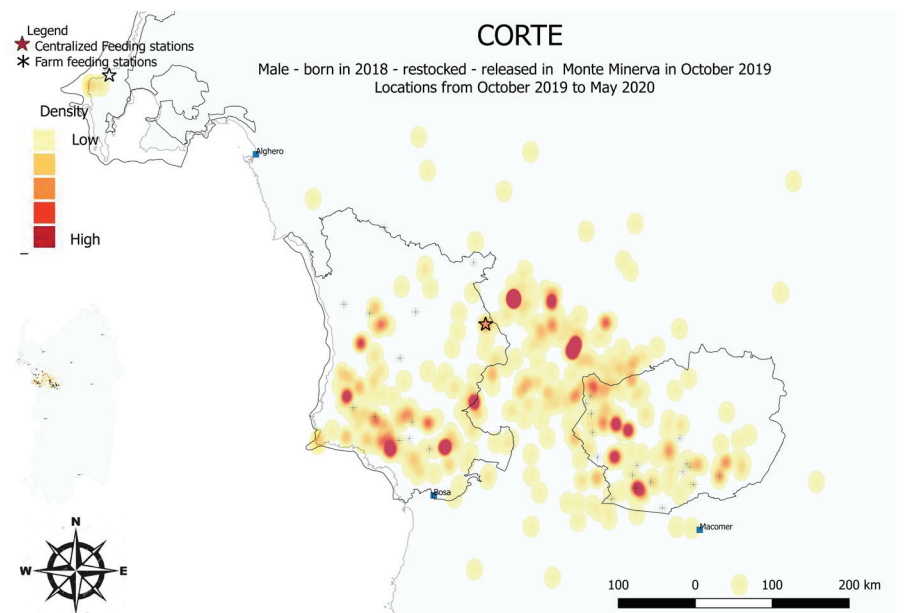 CORTE
Male - born in 2018 - restocked - released in Monte Minerva in October 2019
Locations from October 2019 to May 2020
Legend
Centralized Feeding stations
Farm feeding stations
Density
Low
High
Alghero
Bosa
Macomer
N
W E
S
100 0 100 200 km